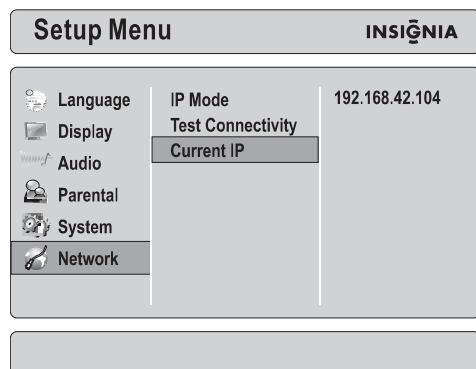 Setup Menu
INSIGNIA
Language
Display
Audio
Parental
System
Network
IP Mode
Test Connectivity
Current IP
192.168.42.104